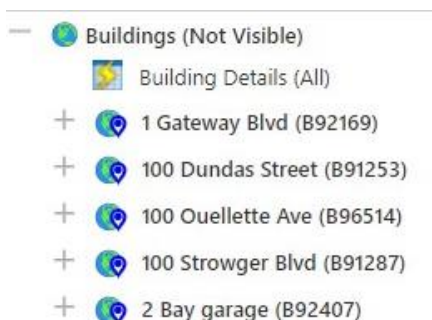 Buildings (Not Visible)
Building Details (All)
1 Gateway Blvd (B92169)
100 Dundas Street (B91253)
100 Ouellette Ave (B96514)
100 Strowger Blvd (B91287)
2 Bay garage (B92407)